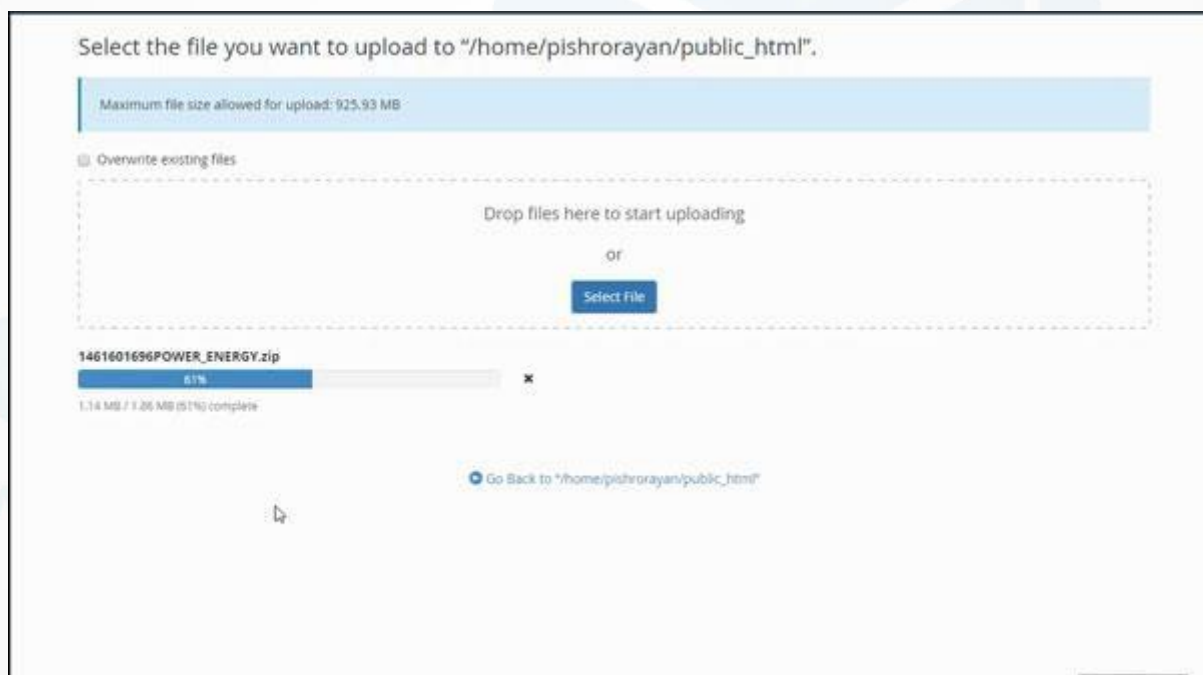 Select the file you want to upload to “/home/pishrorayan/public_html”.
Maximum file size allowed for upload: 925.93 MB
Overwrite existing files
Drop files here to start uploading
or
Select File
1461601696POWER_ENERGY.zip
61%
1.14 MB / 1.86 MB (61%) complete
Go Back to “/home/pishrorayan/public_html”